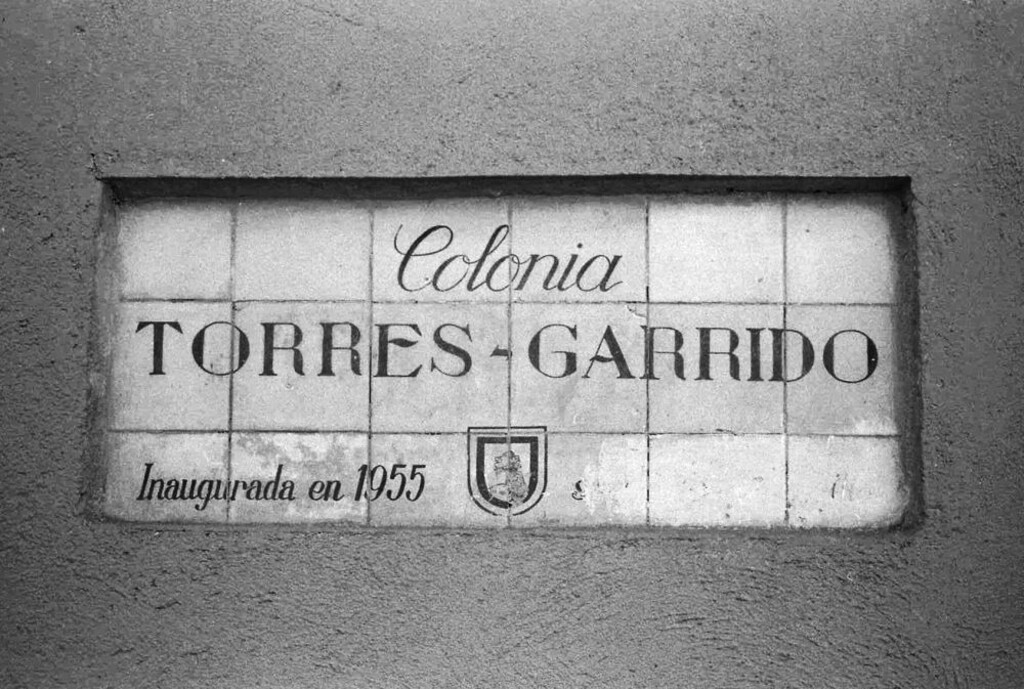 Colonia
TORRES-GARRIDO
Inaugurada en 1955